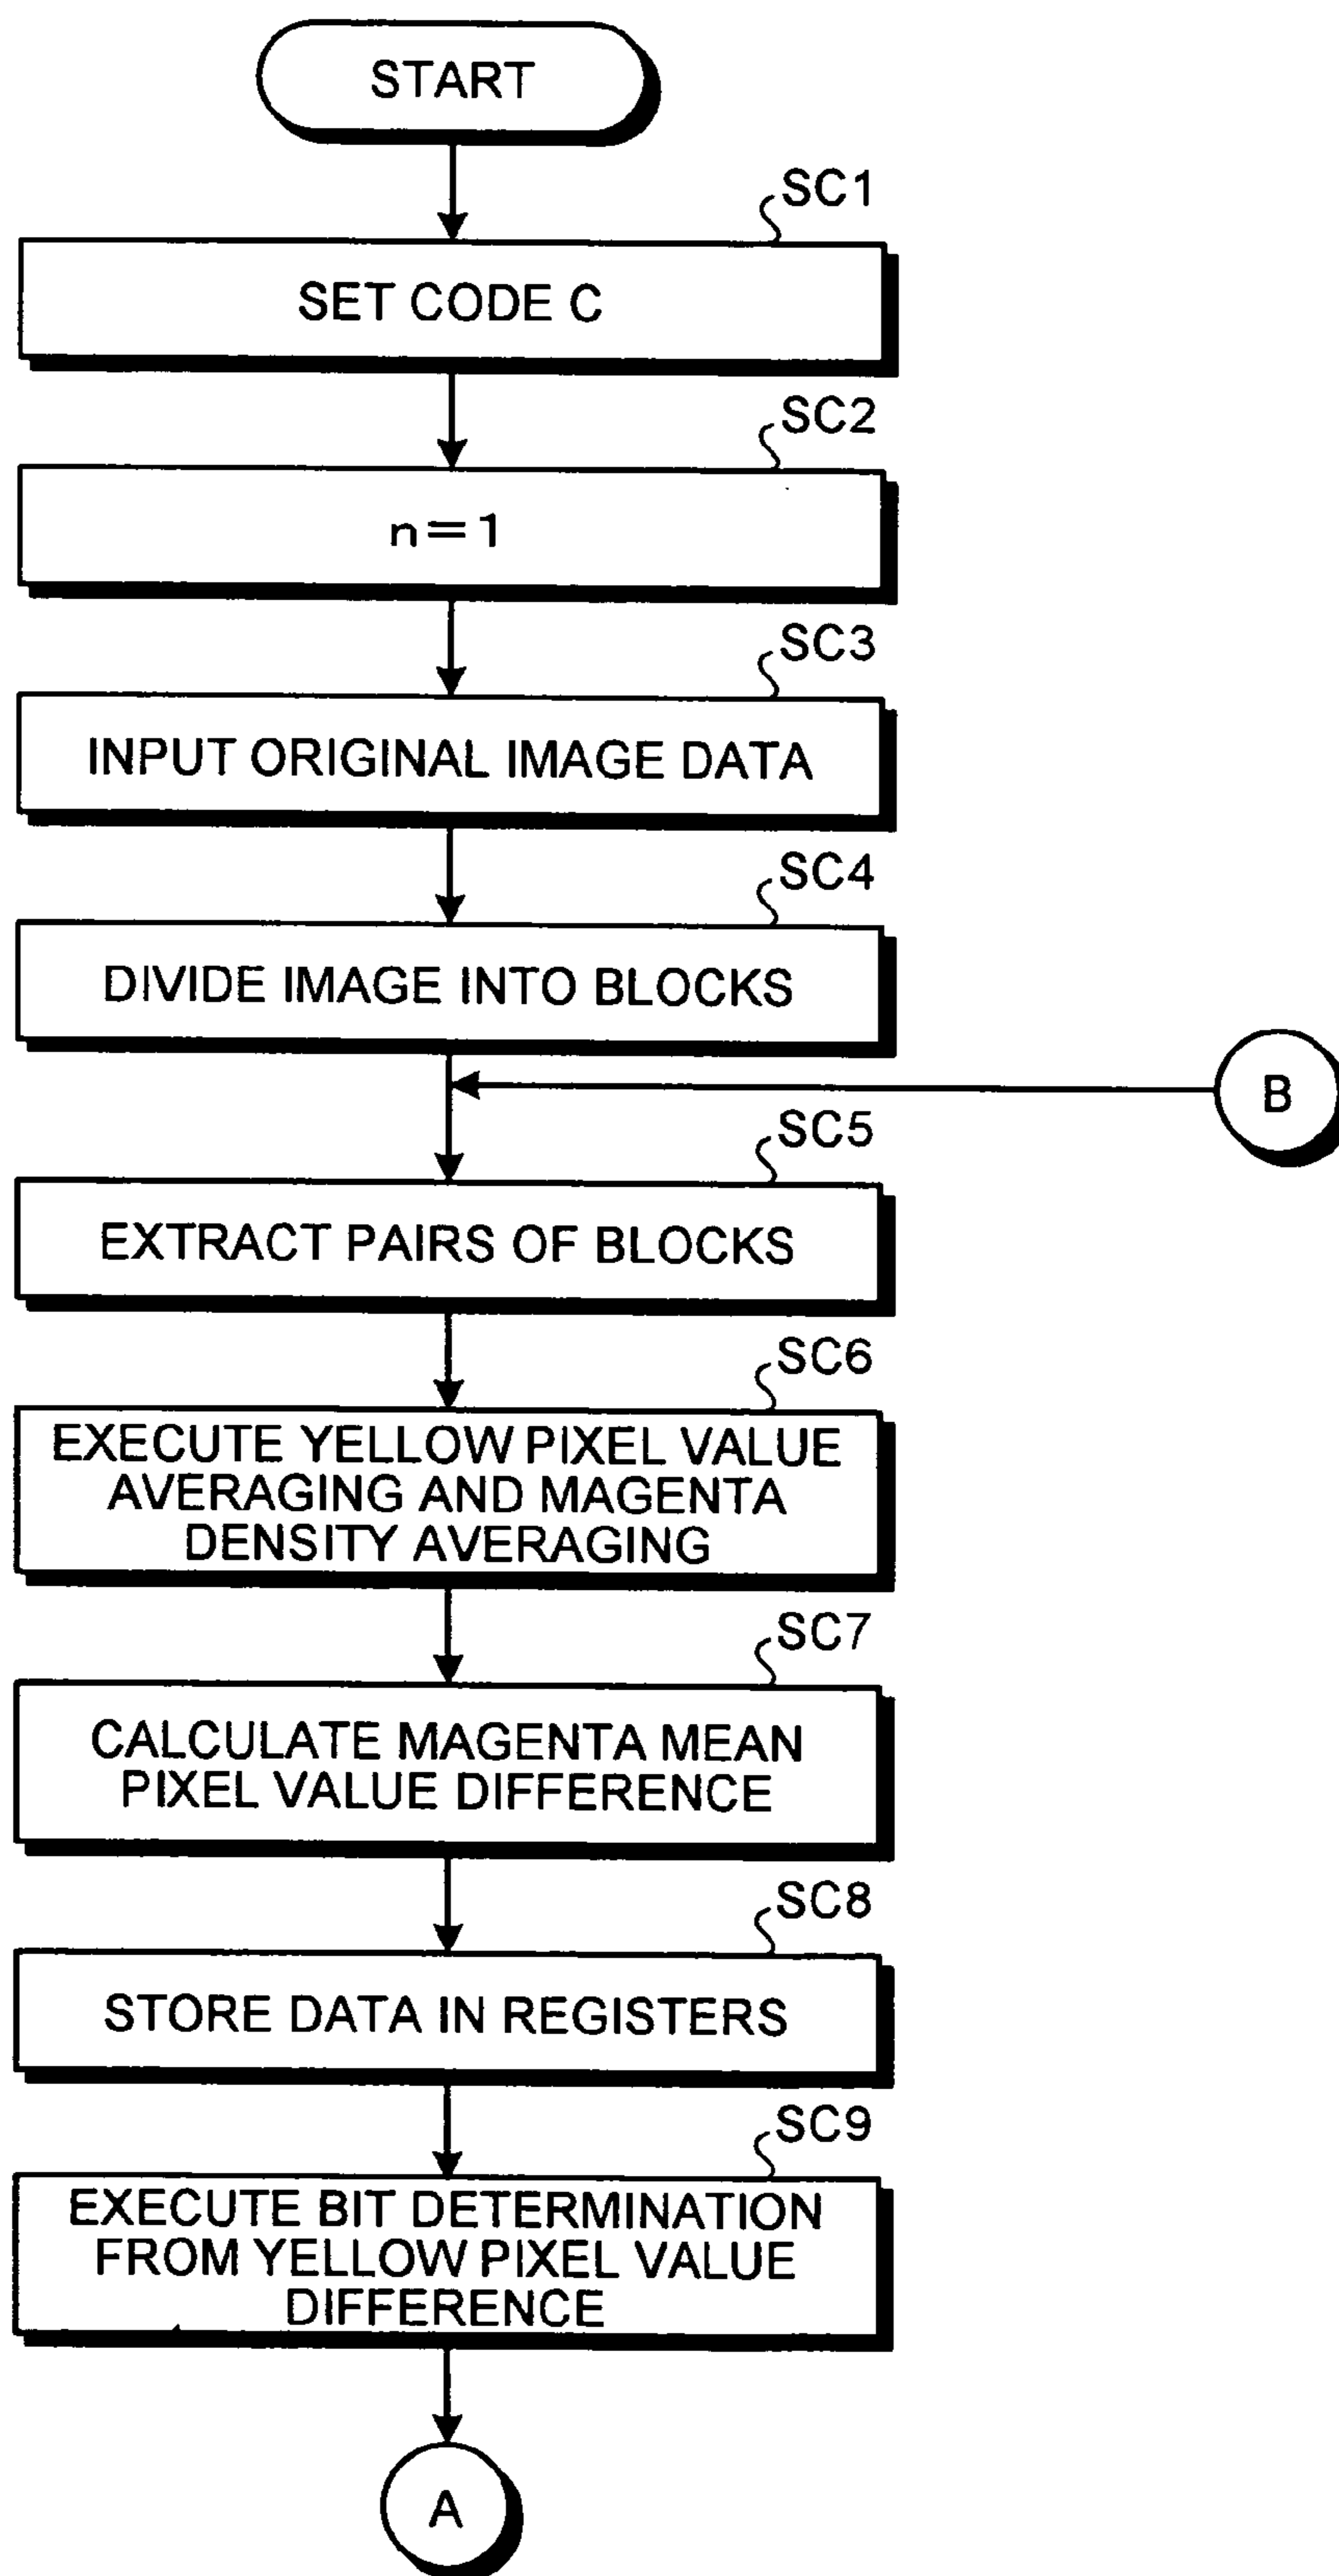 START
SC1
SET CODE C
SC2
n=1
SC3
INPUT ORIGINAL IMAGE DATA
SC4
DIVIDE IMAGE INTO BLOCKS
B
SC5
EXTRACT PAIRS OF BLOCKS
SC6
EXECUTE YELLOW PIXEL VALUE
AVERAGING AND MAGENTA
DENSITY AVERAGING
SC7
CALCULATE MAGENTA MEAN
PIXEL VALUE DIFFERENCE
SC8
STORE DATA IN REGISTERS
SC9
EXECUTE BIT DETERMINATION
FROM YELLOW PIXEL VALUE
DIFFERENCE
A